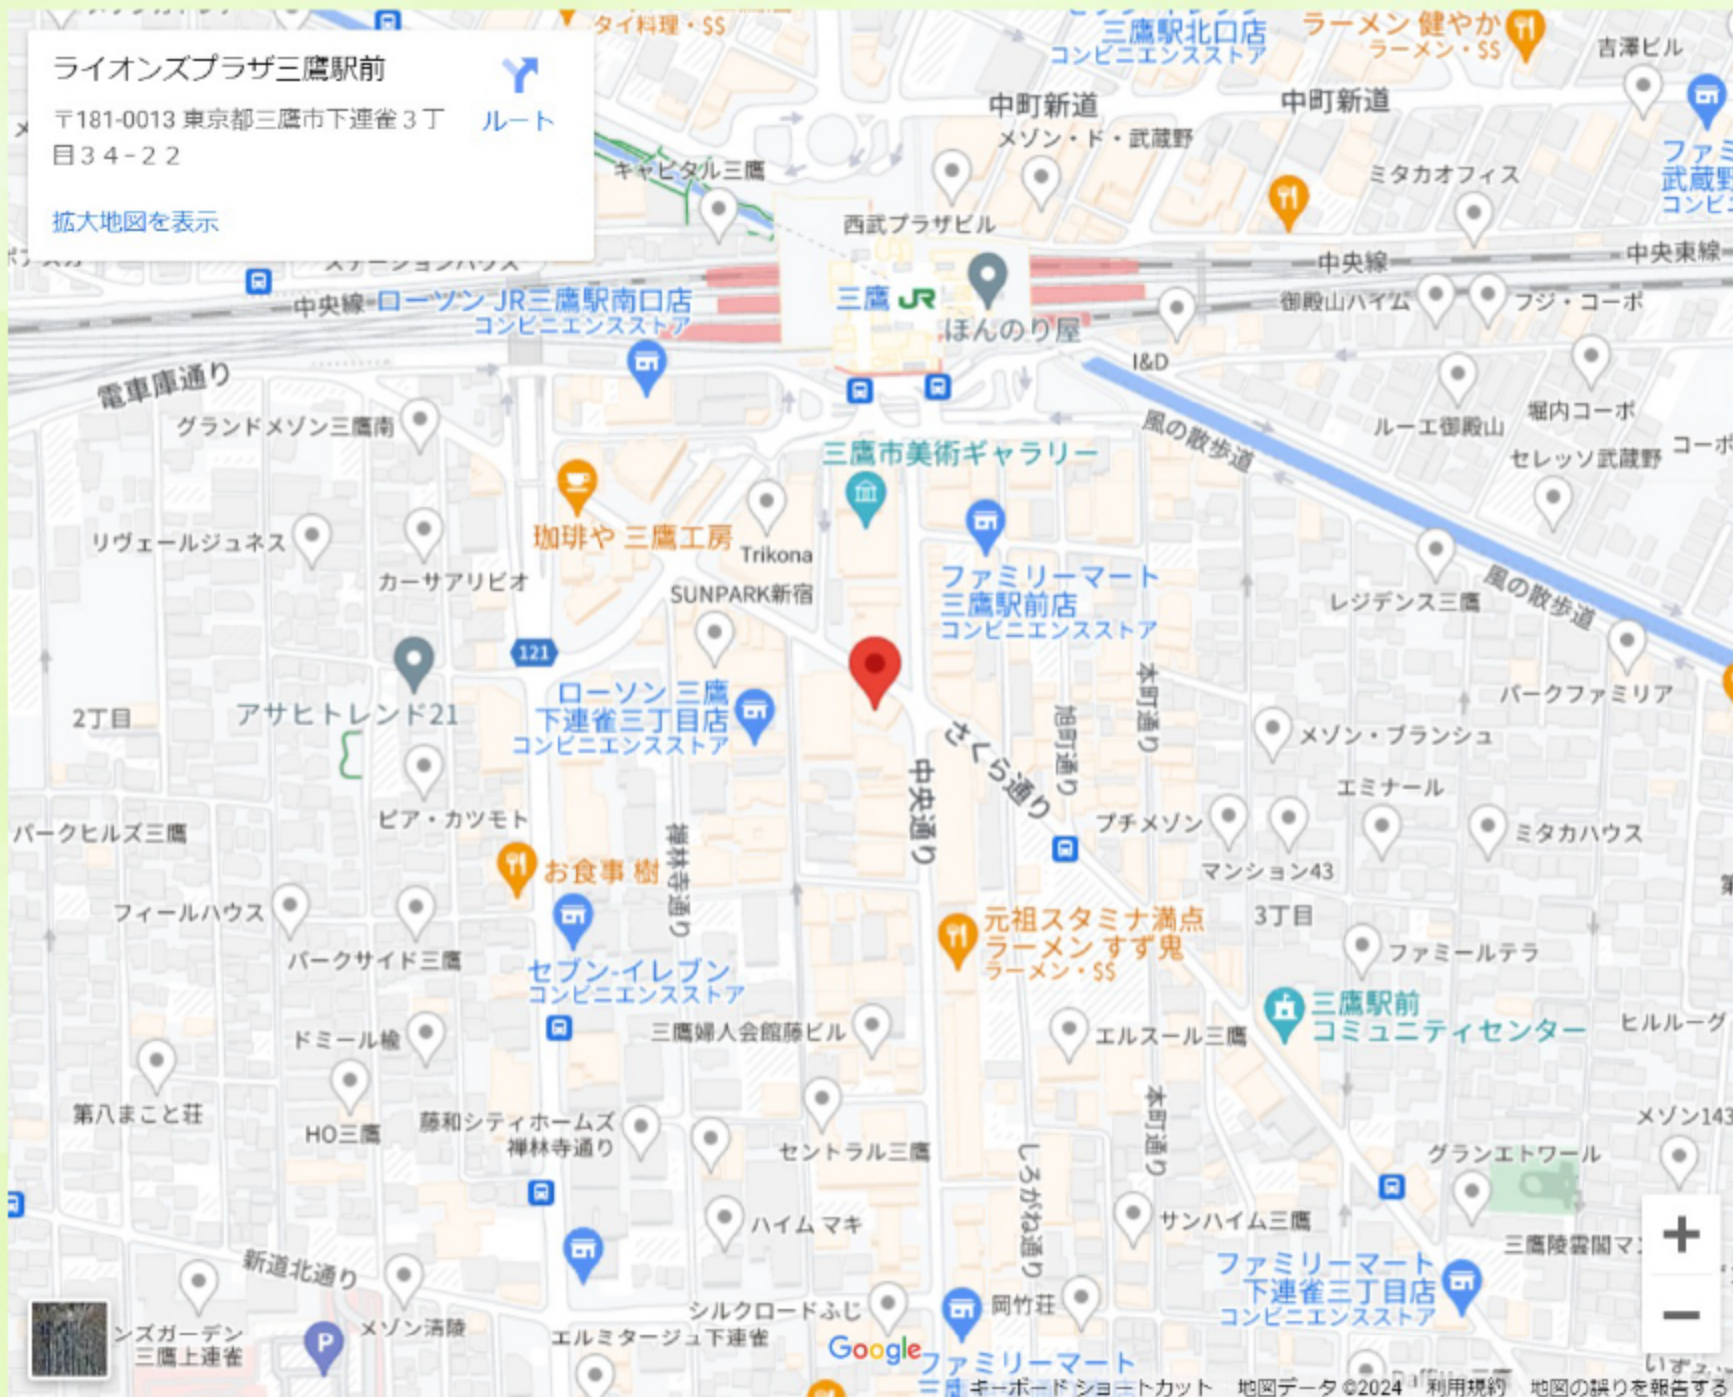 ライオンズプラザ三鷹駅前
〒181-0013 東京都三鷹市下連雀３丁
目３４−２２
ルート
拡大地図を表示
タイ料理・$$
三鷹駅北口店
コンビニエンスストア
ラーメン 健やか
ラーメン・$$
吉澤ビル
中町新道
中町新道
メゾン・ド・武蔵野
キャピタル三鷹
ミタカオフィス
西武プラザビル
ステーションハウス
中央線
中央線
中央東線
ローソン JR三鷹駅南口店
コンビニエンスストア
三鷹
JR
ほんのり屋
御殿山ハイム
フジ・コーポ
I&D
電車庫通り
グランドメゾン三鷹南
風の散歩道
ルーエ御殿山
堀内コーポ
セレッソ武蔵野
三鷹市美術ギャラリー
珈琲や 三鷹工房
Trikona
リヴェールジュネス
カーサアリビオ
SUNPARK新宿
ファミリーマート
三鷹駅前店
コンビニエンスストア
レジデンス三鷹
風の散歩道
121
パークファミリア
2丁目
アサヒトレンド21
ローソン 三鷹
下連雀三丁目店
コンビニエンスストア
さくら通り
旭町通り
本町通り
メゾン・ブランシュ
中央通り
エミナール
ピア・カツモト
パークヒルズ三鷹
プチメゾン
ミタカハウス
マンション43
お食事 樹
禅林寺通り
フィールハウス
パークサイド三鷹
元祖スタミナ満点
ラーメン すず鬼
ラーメン・$$
3丁目
ファミールテラ
セブン-イレブン
コンビニエンスストア
三鷹駅前
コミュニティセンター
ヒルルーグ
ドミール楡
三鷹婦人会館藤ビル
エルスール三鷹
第八まこと荘
HO三鷹
藤和シティホームズ
禅林寺通り
セントラル三鷹
本町通り
しろがね通り
メゾン143
グランエトワール
ハイム マキ
サンハイム三鷹
三鷹陵雲閣マ
新道北通り
ファミリーマート
下連雀三丁目店
コンビニエンスストア
シルクロードふじ
岡竹荘
ンズガーデン
三鷹上連雀
P
メゾン清陵
エルミタージュ下連雀
Google
ファミリーマート
キーボード ショートカット 地図データ ©2024 利用規約 地図の誤りを報告する